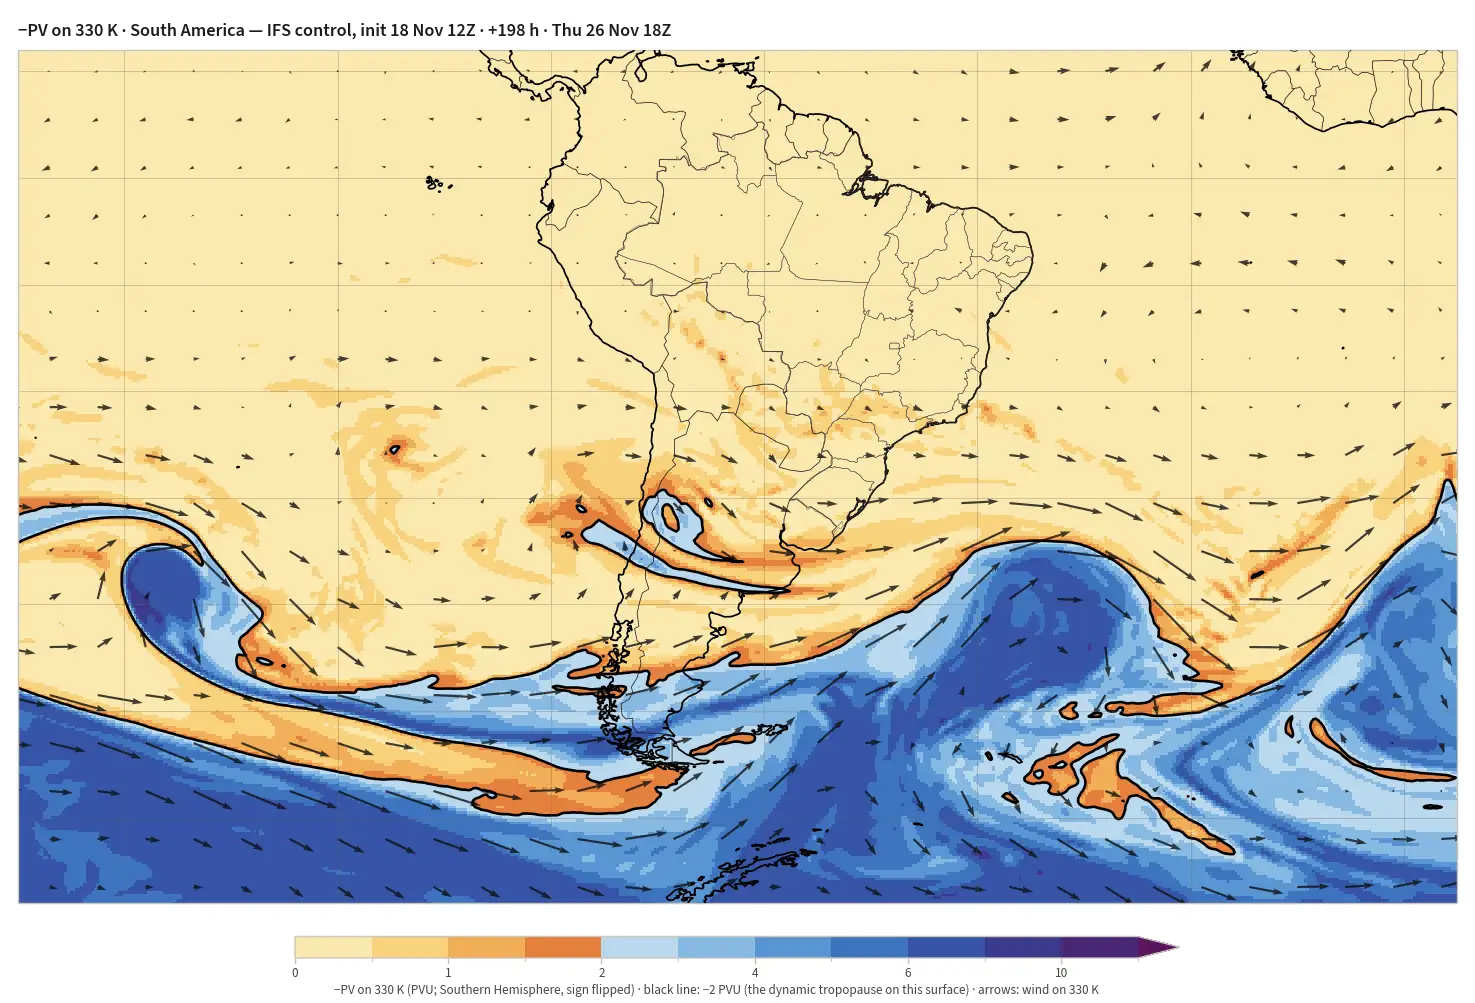 −PV on 330 K · South America — IFS control, init 18 Nov 12Z · +198 h · Thu 26 Nov 18Z
0 1 2 4 6 10
−PV on 330 K (PVU; Southern Hemisphere, sign flipped) · black line: −2 PVU (the dynamic tropopause on this surface) · arrows: wind on 330 K